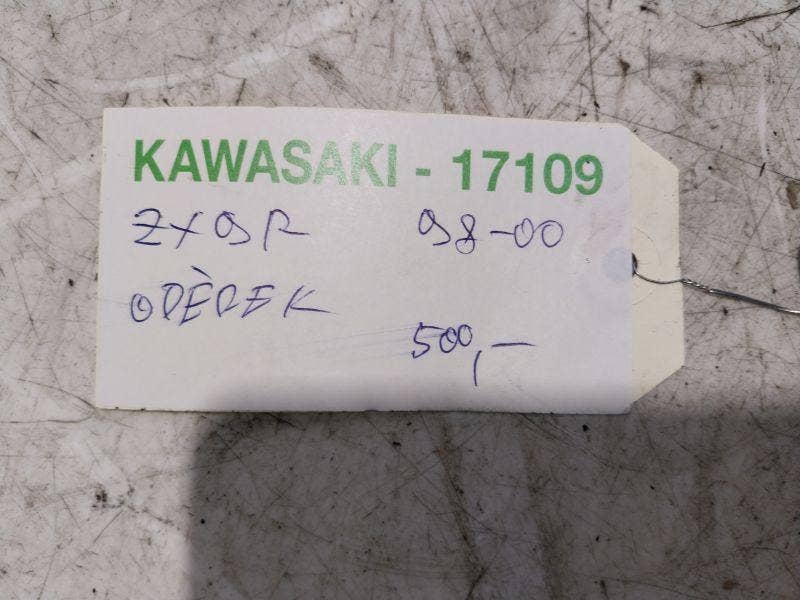 KAWASAKI - 17109
ZX9R 98-00
ODĚREK
500,-